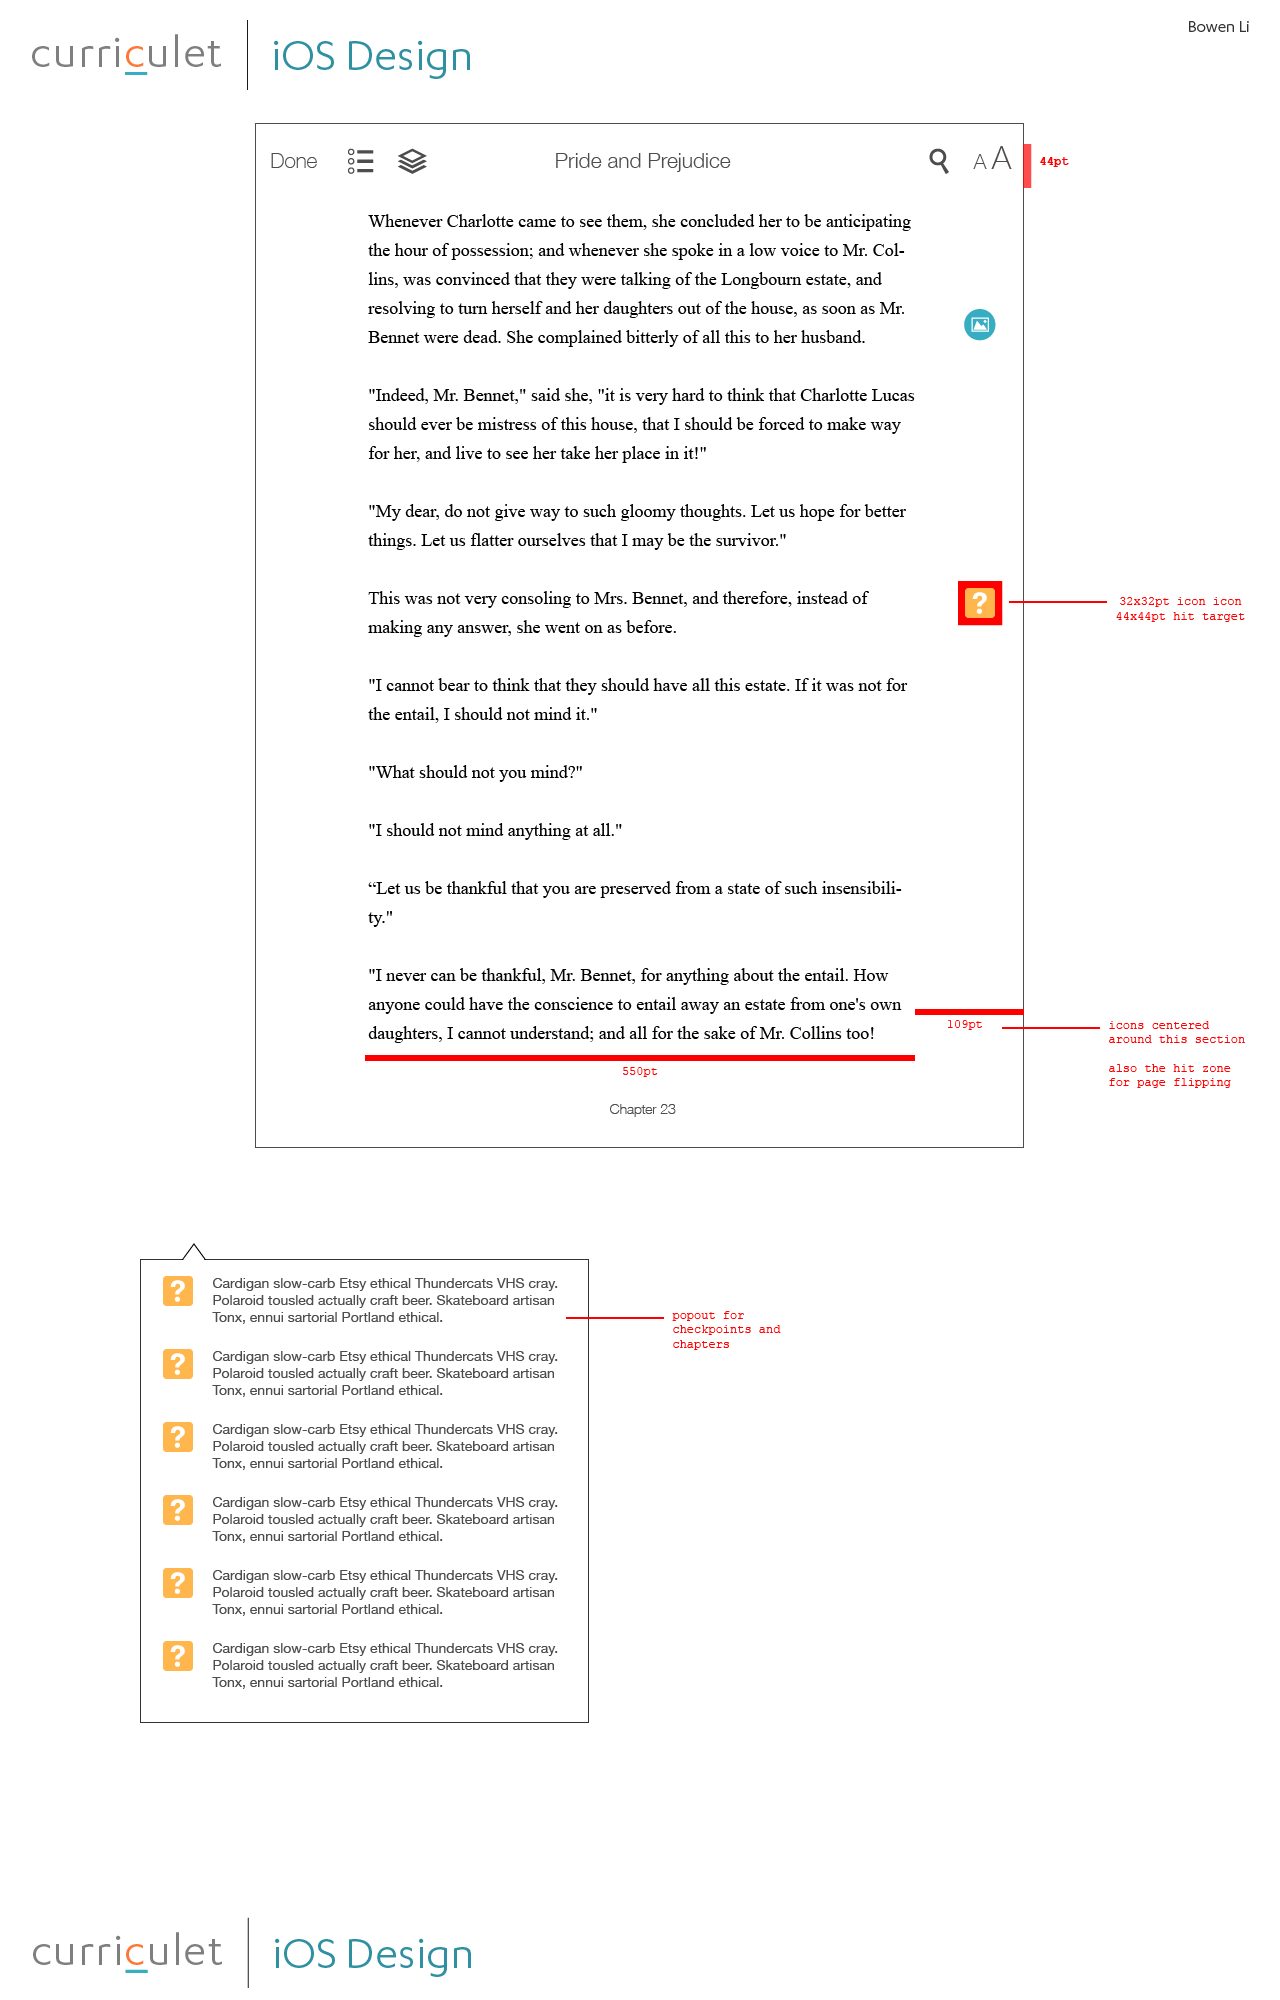 curriculet
iOS Design
Bowen Li
Done
Pride and Prejudice
A A
44pt
Whenever Charlotte came to see them, she concluded her to be anticipating
the hour of possession; and whenever she spoke in a low voice to Mr. Col-
lins, was convinced that they were talking of the Longbourn estate, and
resolving to turn herself and her daughters out of the house, as soon as Mr.
Bennet were dead. She complained bitterly of all this to her husband.
"Indeed, Mr. Bennet," said she, "it is very hard to think that Charlotte Lucas
should ever be mistress of this house, that I should be forced to make way
for her, and live to see her take her place in it!"
"My dear, do not give way to such gloomy thoughts. Let us hope for better
things. Let us flatter ourselves that I may be the survivor."
This was not very consoling to Mrs. Bennet, and therefore, instead of
making any answer, she went on as before.
?
32x32pt icon icon
44x44pt hit target
"I cannot bear to think that they should have all this estate. If it was not for
the entail, I should not mind it."
"What should not you mind?"
"I should not mind anything at all."
“Let us be thankful that you are preserved from a state of such insensibili-
ty."
"I never can be thankful, Mr. Bennet, for anything about the entail. How
anyone could have the conscience to entail away an estate from one's own
daughters, I cannot understand; and all for the sake of Mr. Collins too!
109pt
icons centered
around this section
also the hit zone
for page flipping
550pt
Chapter 23
?
Cardigan slow-carb Etsy ethical Thundercats VHS cray.
Polaroid tousled actually craft beer. Skateboard artisan
Tonx, ennui sartorial Portland ethical.
popout for
checkpoints and
chapters
?
Cardigan slow-carb Etsy ethical Thundercats VHS cray.
Polaroid tousled actually craft beer. Skateboard artisan
Tonx, ennui sartorial Portland ethical.
?
Cardigan slow-carb Etsy ethical Thundercats VHS cray.
Polaroid tousled actually craft beer. Skateboard artisan
Tonx, ennui sartorial Portland ethical.
?
Cardigan slow-carb Etsy ethical Thundercats VHS cray.
Polaroid tousled actually craft beer. Skateboard artisan
Tonx, ennui sartorial Portland ethical.
?
Cardigan slow-carb Etsy ethical Thundercats VHS cray.
Polaroid tousled actually craft beer. Skateboard artisan
Tonx, ennui sartorial Portland ethical.
?
Cardigan slow-carb Etsy ethical Thundercats VHS cray.
Polaroid tousled actually craft beer. Skateboard artisan
Tonx, ennui sartorial Portland ethical.
curriculet
iOS Design